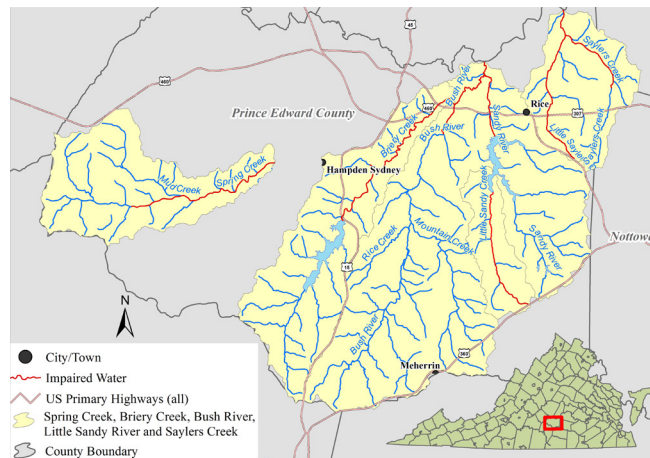 45
460
Saylers Creek
Prince Edward County
Bush River
460
Rice
307
Sandy River
Briery Creek
Bush River
Little Saylers
Saylers Creek
Hampden Sydney
Spring Creek
Mud Creek
Little Sandy Creek
Mountain Creek
Rice Creek
Nottow
Sandy River
15
N
Bush River
360
Meherrin
City/Town
Impaired Water
US Primary Highways (all)
Spring Creek, Briery Creek, Bush River,
Little Sandy River and Saylers Creek
County Boundary